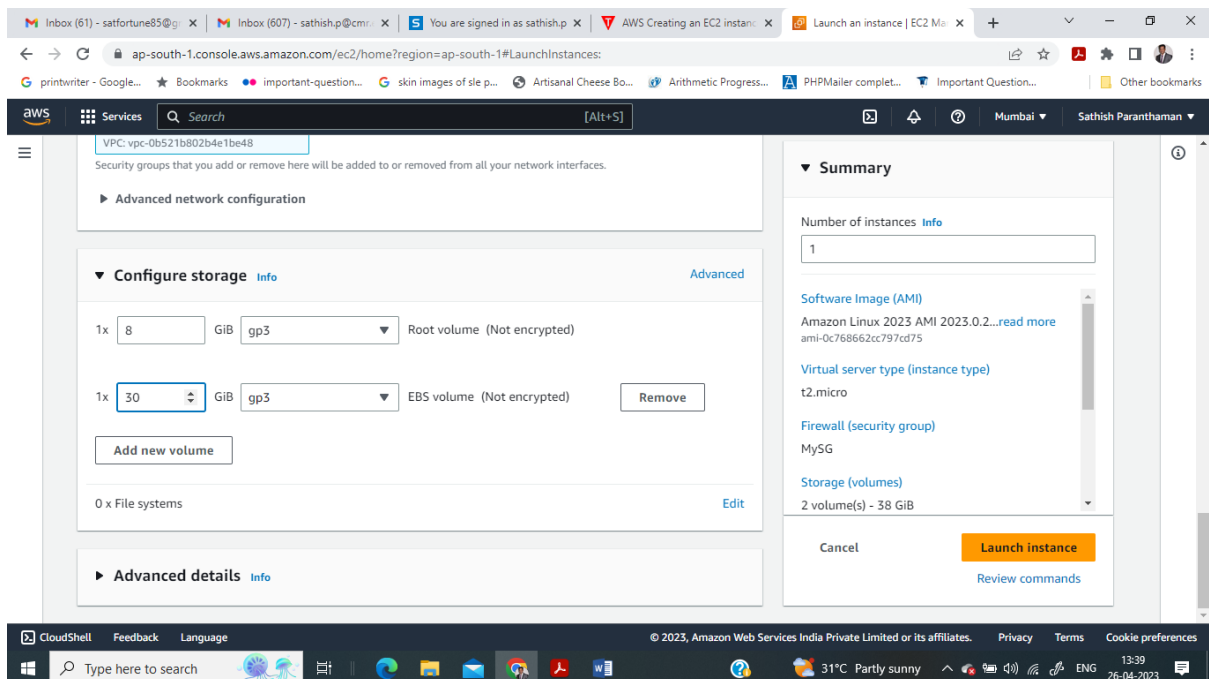 Inbox (61) - satfortune85@g
Inbox (607) - sathish.p@cmr.
You are signed in as sathish.p
AWS Creating an EC2 instanc
Launch an instance | EC2 Ma
ap-south-1.console.aws.amazon.com/ec2/home?region=ap-south-1#LaunchInstances:
printwriter - Google...
Bookmarks
important-question...
skin images of sle p...
Artisanal Cheese Bo...
Arithmetic Progress...
PHPMailer complet...
Important Question...
Other bookmarks
aws
Services
Search
[Alt+S]
Mumbai
Sathish Paranthaman
VPC: vpc-0b521b802b4e1be48
Security groups that you add or remove here will be added to or removed from all your network interfaces.
Advanced network configuration
Configure storage Info
Advanced
1x 8 GiB gp3 Root volume (Not encrypted)
1x 30 GiB gp3 EBS volume (Not encrypted) Remove
Add new volume
0 x File systems
Edit
Advanced details Info
Summary
Number of instances Info
1
Software Image (AMI)
Amazon Linux 2023 AMI 2023.0.2...read more
ami-0c768662cc797cd75
Virtual server type (instance type)
t2.micro
Firewall (security group)
MySG
Storage (volumes)
2 volume(s) - 38 GiB
Cancel
Launch instance
Review commands
CloudShell Feedback Language
© 2023, Amazon Web Services India Private Limited or its affiliates. Privacy Terms Cookie preferences
Type here to search
31°C Partly sunny
ENG
13:39
26-04-2023